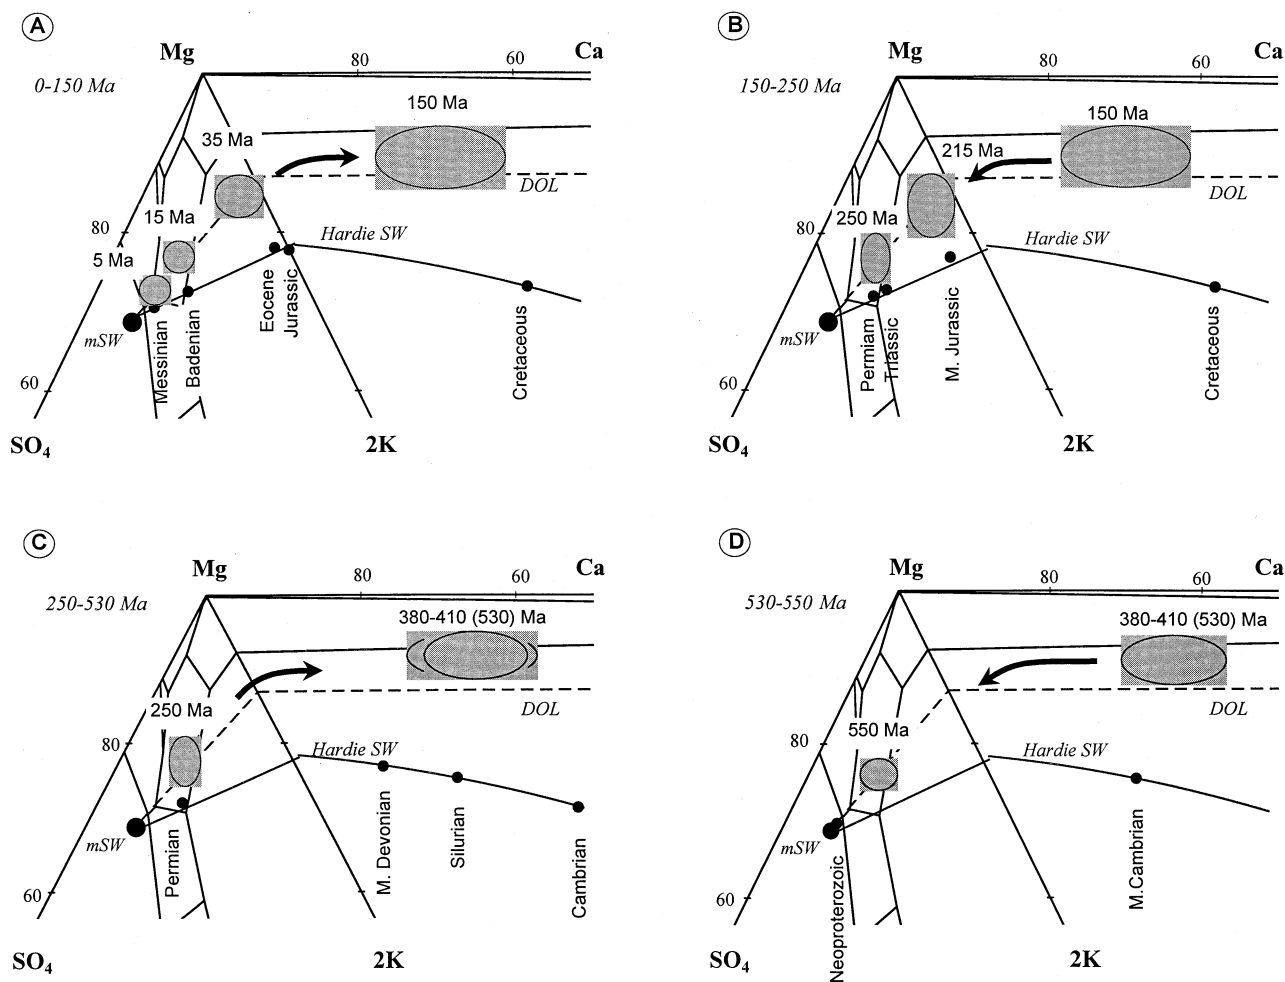 A
Mg
80
60
Ca
0-150 Ma
150 Ma
35 Ma
DOL
15 Ma
80
Hardie SW
5 Ma
mSW
Messinian
Badenian
Eocene
Jurassic
Cretaceous
60
SO4
2K
B
Mg
80
60
Ca
150-250 Ma
150 Ma
215 Ma
DOL
250 Ma
80
Hardie SW
mSW
Permiam
Triassic
M. Jurassic
Cretaceous
60
SO4
2K
C
Mg
80
60
Ca
250-530 Ma
380-410 (530) Ma
250 Ma
DOL
80
Hardie SW
mSW
Permian
M. Devonian
Silurian
Cambrian
60
SO4
2K
D
Mg
80
60
Ca
530-550 Ma
380-410 (530) Ma
DOL
550 Ma
80
Hardie SW
mSW
Neoproterozoic
M.Cambrian
60
SO4
2K